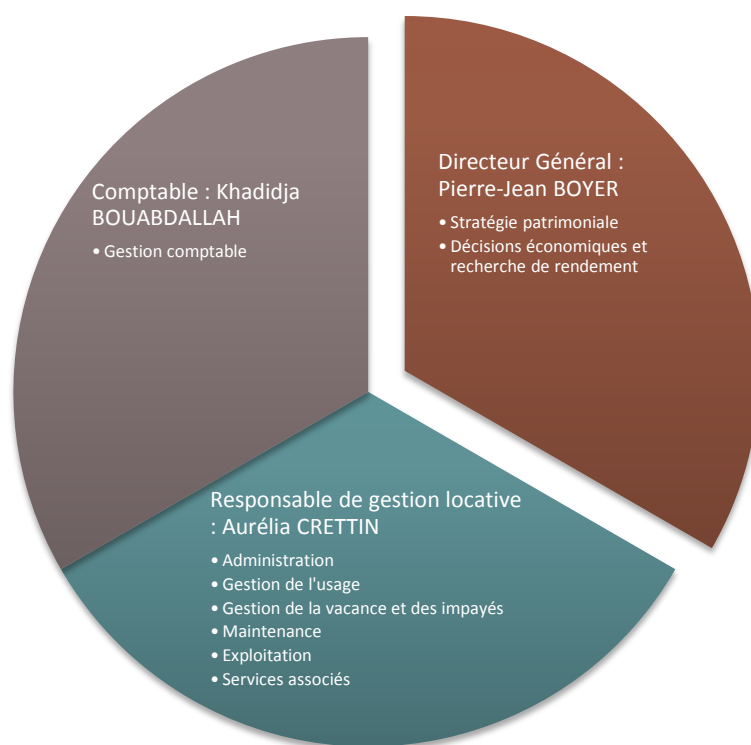 Comptable : Khadidja
BOUABDALLAH
• Gestion comptable
Directeur Général :
Pierre-Jean BOYER
• Stratégie patrimoniale
• Décisions économiques et
recherche de rendement
Responsable de gestion locative
: Aurélia CRETTIN
• Administration
• Gestion de l'usage
• Gestion de la vacance et des impayés
• Maintenance
• Exploitation
• Services associés